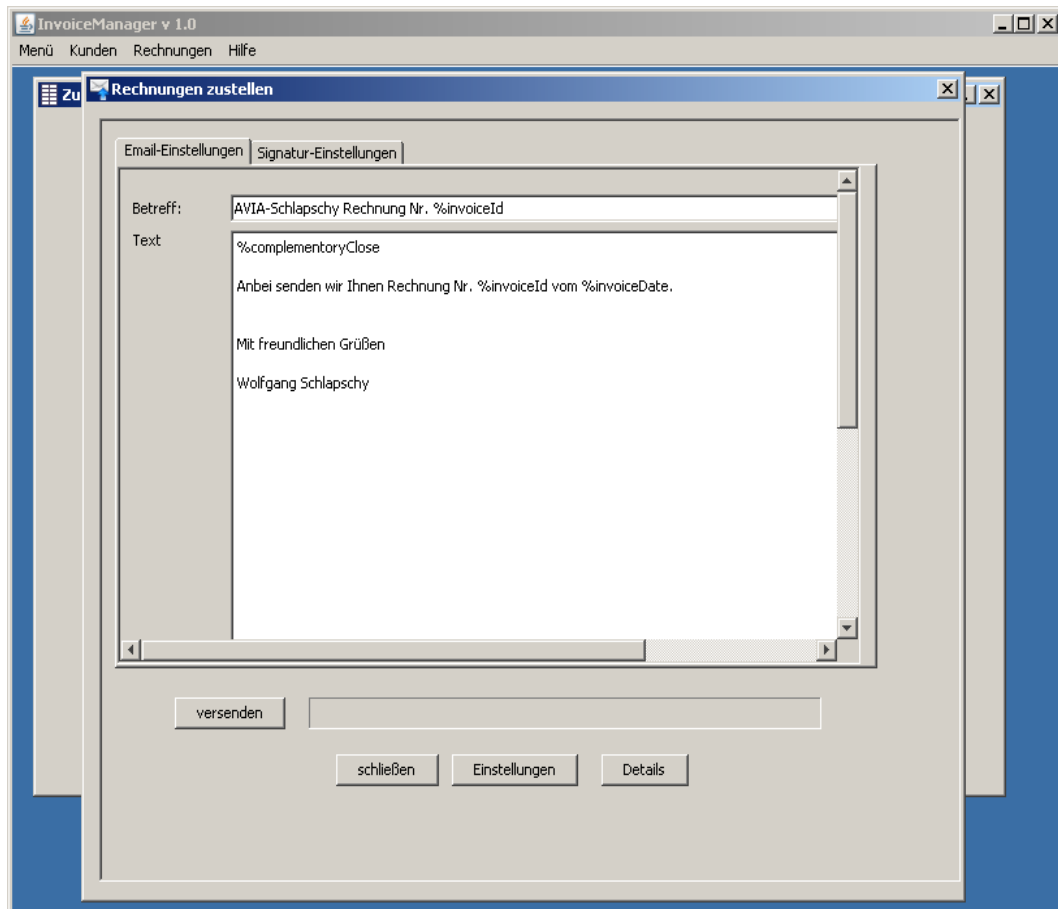 InvoiceManager v 1.0
Menü Kunden Rechnungen Hilfe
Zu
Rechnungen zustellen
Email-Einstellungen Signatur-Einstellungen
Betreff: AVIA-Schlapschy Rechnung Nr. %invoiceId
Text
%complementoryClose
Anbei senden wir Ihnen Rechnung Nr. %invoiceId vom %invoiceDate.
Mit freundlichen Grüßen
Wolfgang Schlapschy
versenden
schließen Einstellungen Details